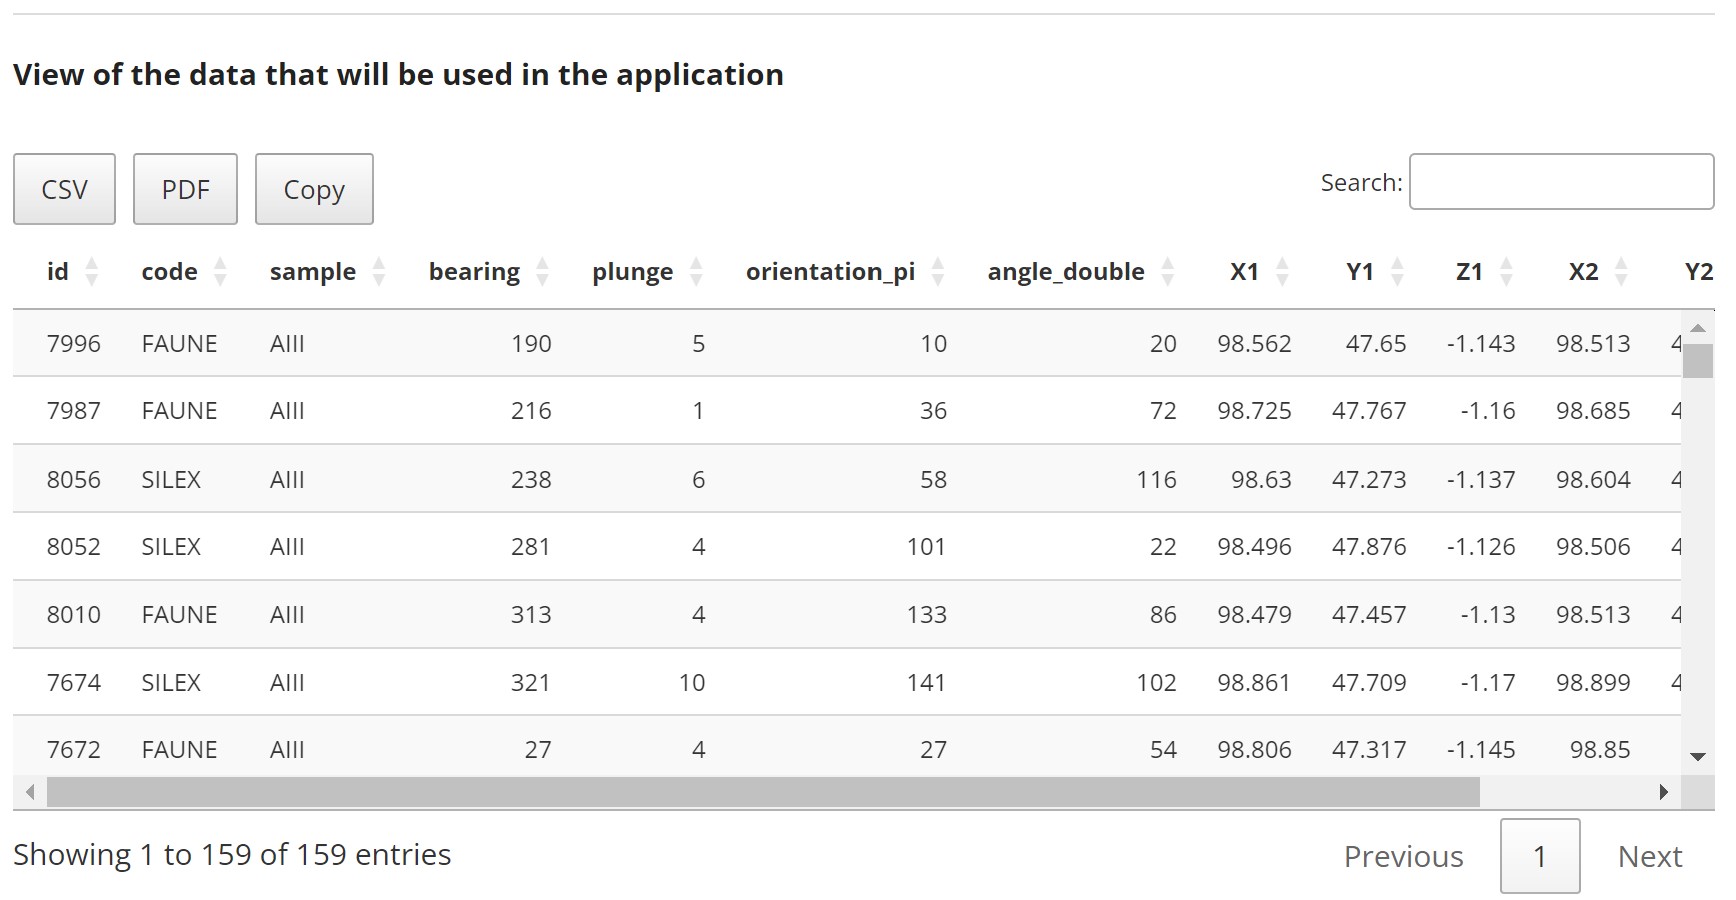 View of the data that will be used in the application
CSV PDF Copy Search:
id code sample bearing plunge orientation_pi angle_double X1 Y1 Z1 X2 Y2
7996 FAUNE AIII 190 5 10 20 98.562 47.65 -1.143 98.513
7987 FAUNE AIII 216 1 36 72 98.725 47.767 -1.16 98.685
8056 SILEX AIII 238 6 58 116 98.63 47.273 -1.137 98.604
8052 SILEX AIII 281 4 101 22 98.496 47.876 -1.126 98.506
8010 FAUNE AIII 313 4 133 86 98.479 47.457 -1.13 98.513
7674 SILEX AIII 321 10 141 102 98.861 47.709 -1.17 98.899
7672 FAUNE AIII 27 4 27 54 98.806 47.317 -1.145 98.85
Showing 1 to 159 of 159 entries Previous 1 Next